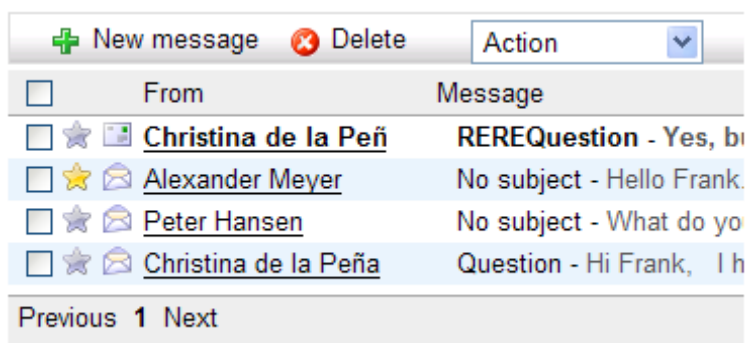 New message Delete Action
From Message
Christina de la Peñ REREQuestion - Yes, bu
Alexander Meyer No subject - Hello Frank.
Peter Hansen No subject - What do you
Christina de la Peña Question - Hi Frank, I h
Previous 1 Next